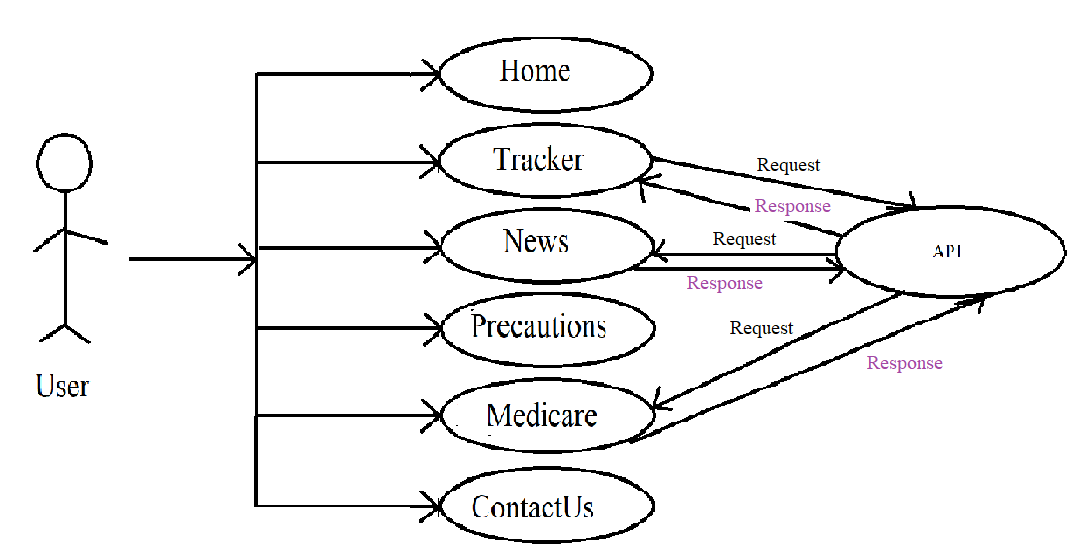 Home
Tracker
Request
Response
News
Request
API
Response
Precautions
Request
Response
User
Medicare
ContactUs